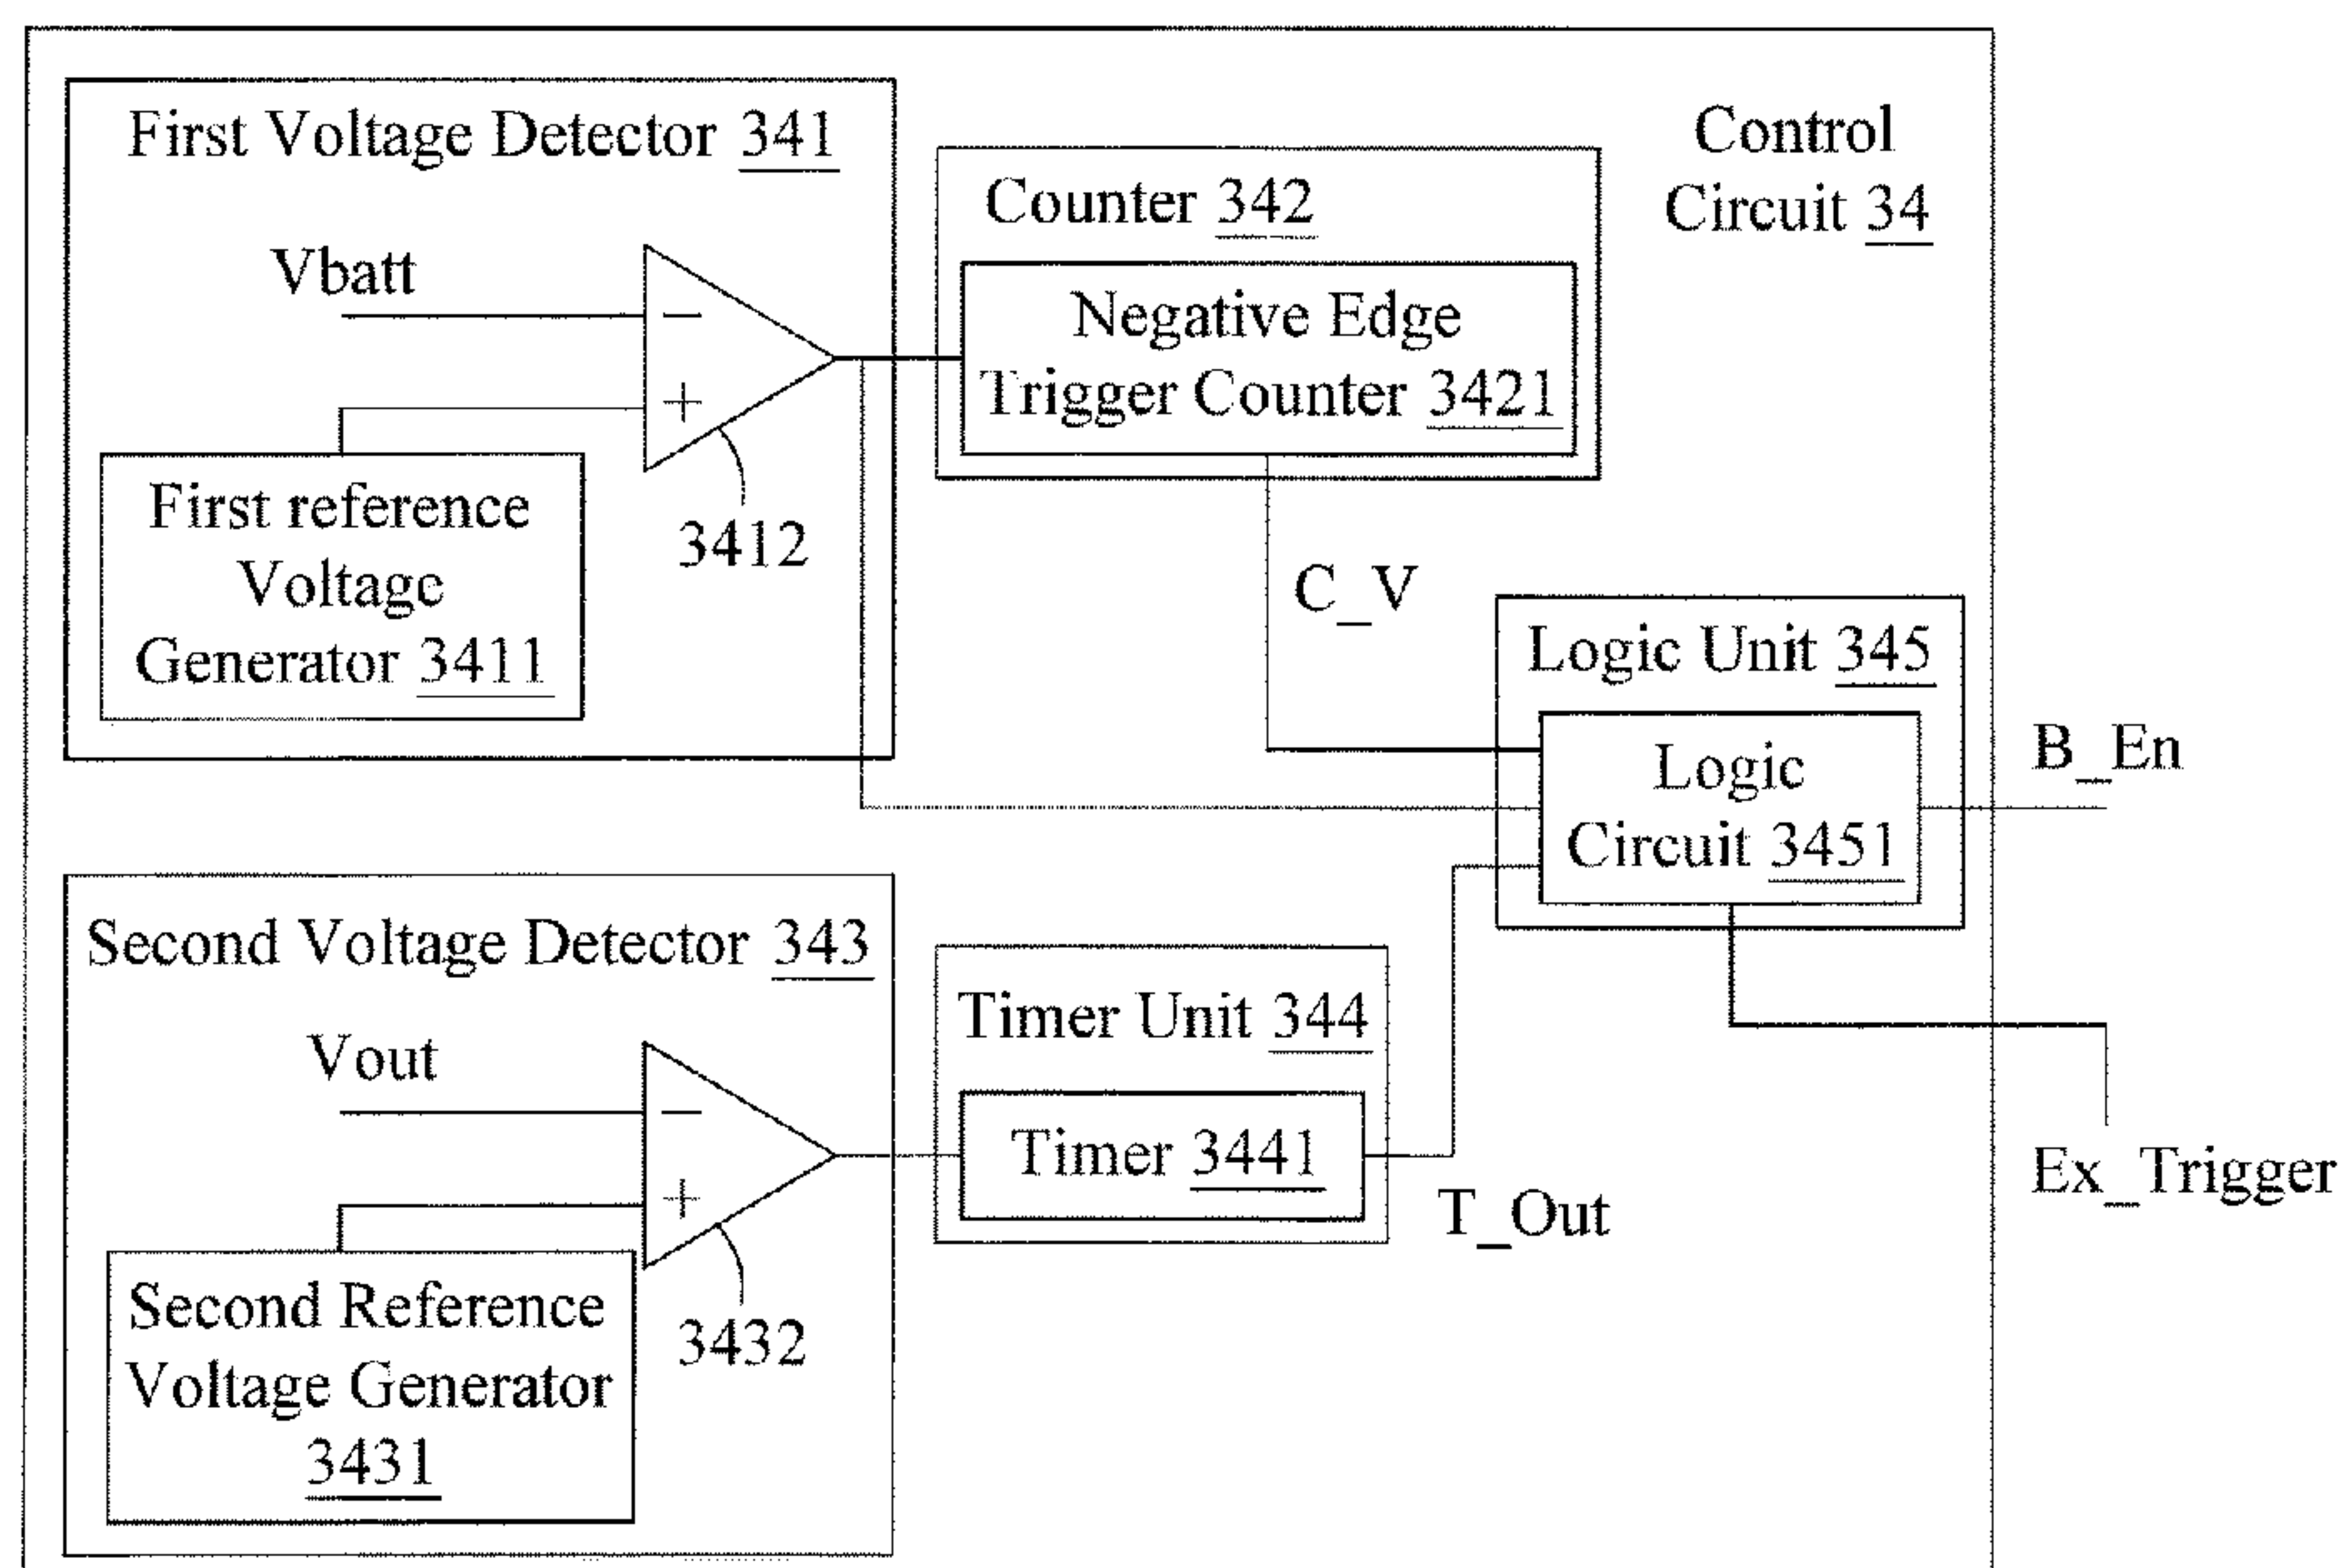 First Voltage Detector 341
Vbatt
−
+
3412
First reference
Voltage
Generator 3411
Counter 342
Negative Edge
Trigger Counter 3421
Control
Circuit 34
C_V
Logic Unit 345
Logic
Circuit 3451
B_En
Second Voltage Detector 343
Vout
−
+
3432
Second Reference
Voltage Generator
3431
Timer Unit 344
Timer 3441
T_Out
Ex_Trigger